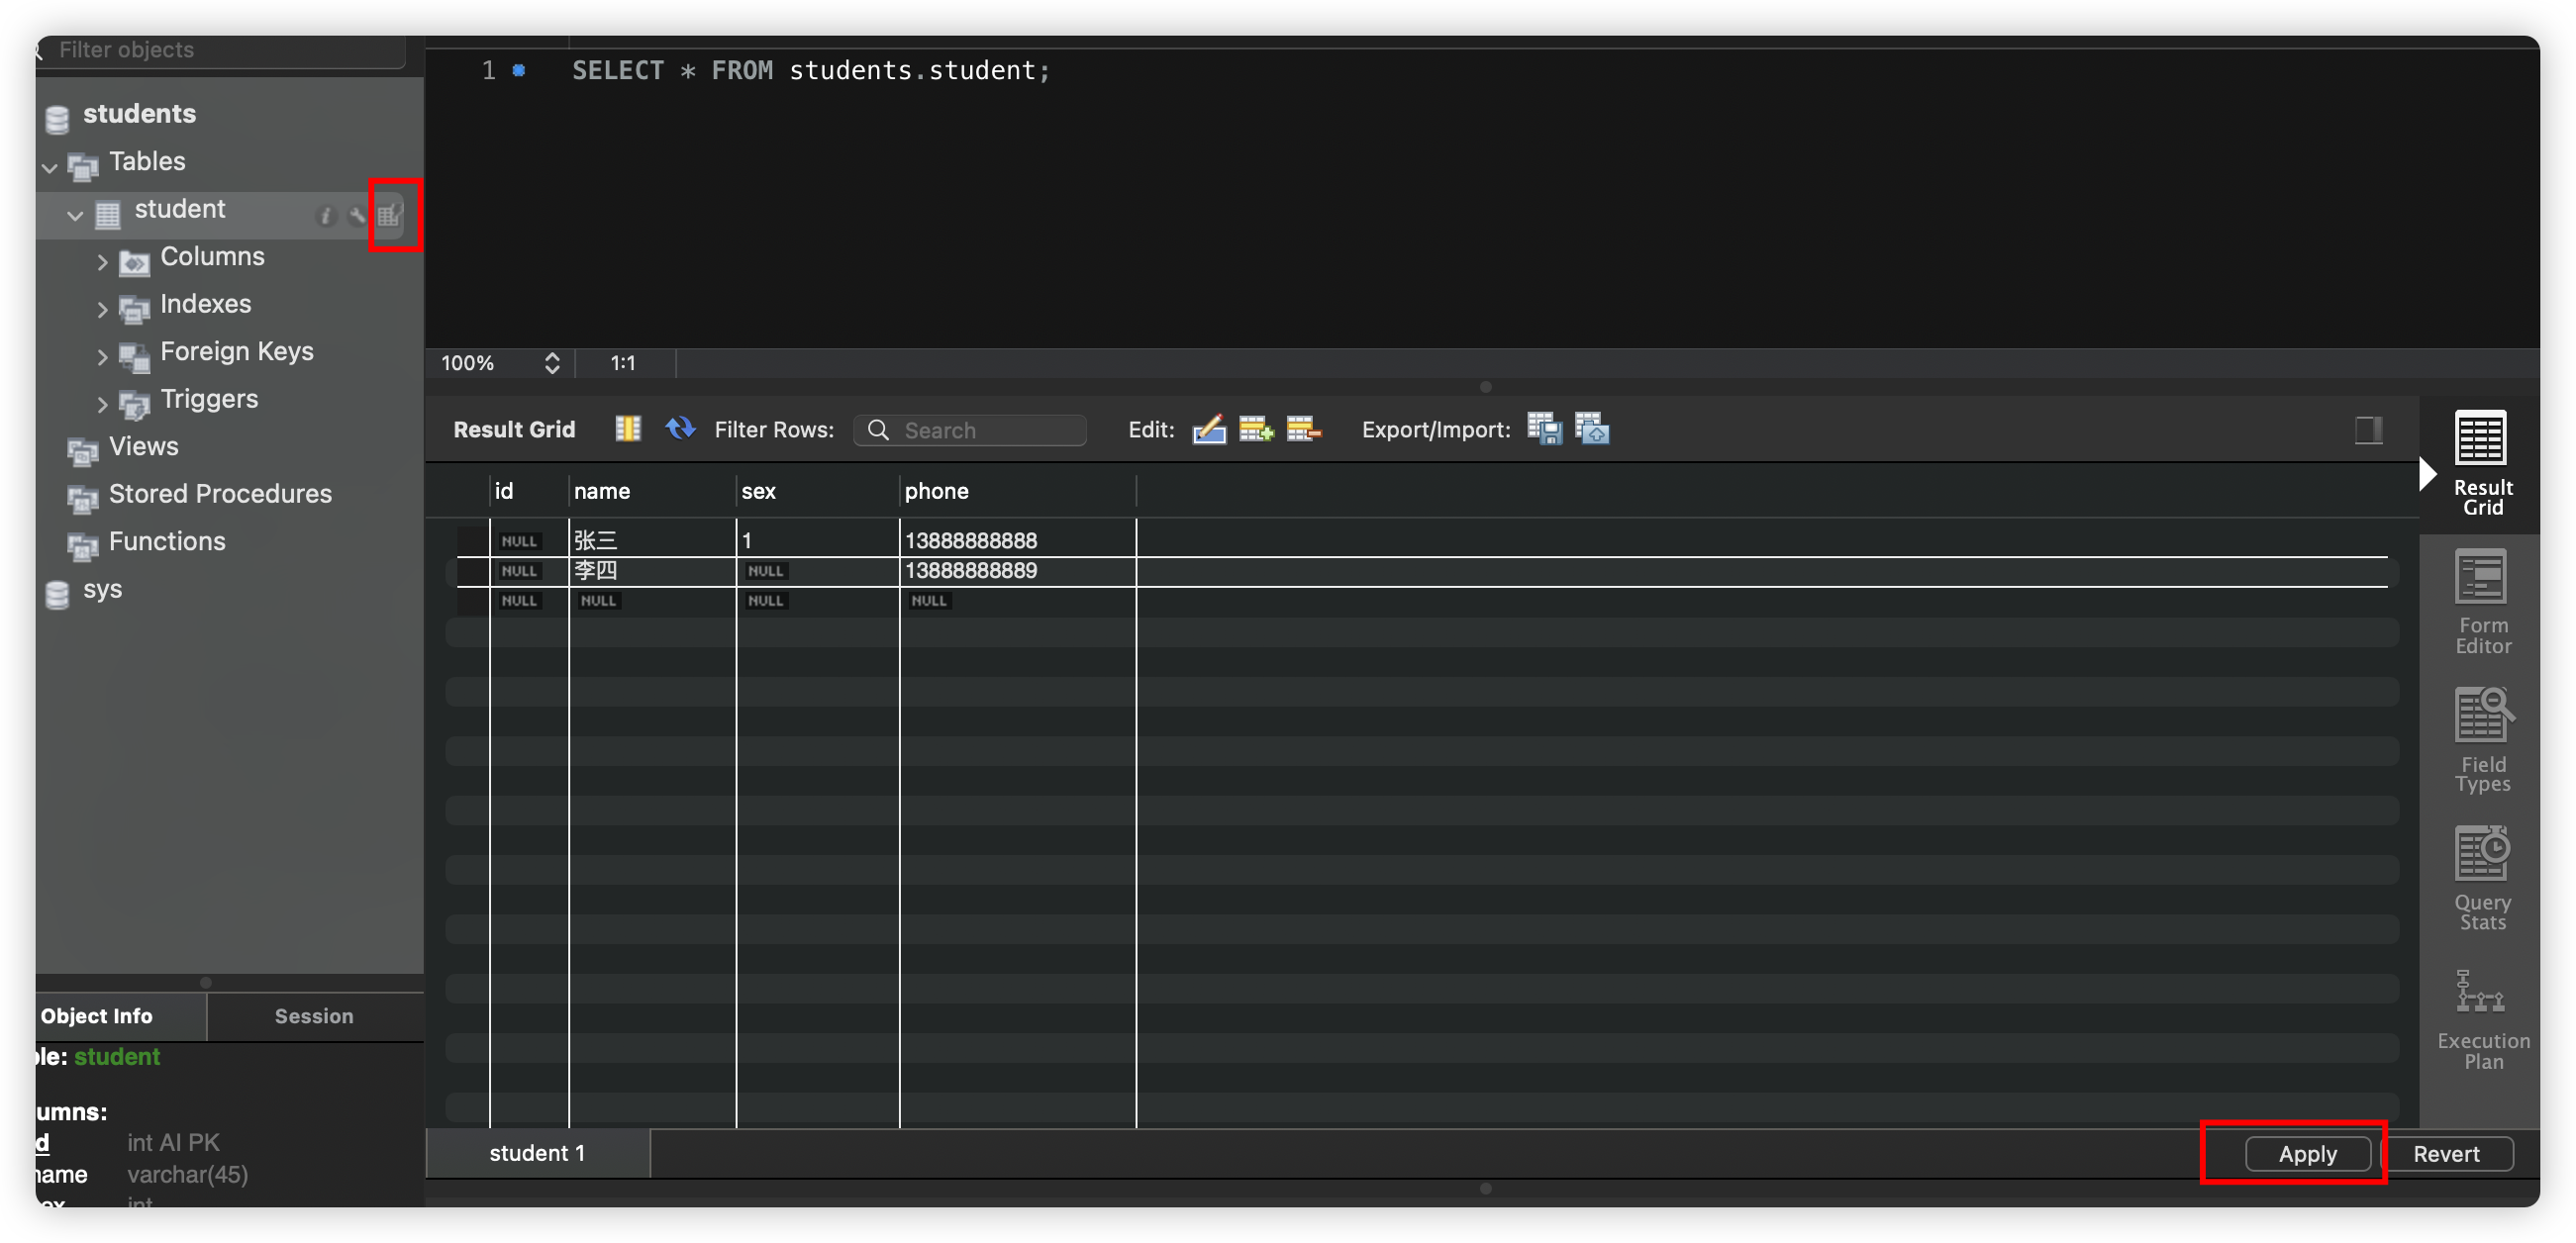 Filter objects
students
Tables
student
Columns
Indexes
Foreign Keys
Triggers
Views
Stored Procedures
Functions
sys
Object Info Session
ble: student
umns:
d int AI PK
name varchar(45)
ex int
1 SELECT * FROM students.student;
100% 1:1
Result Grid Filter Rows: Search Edit: Export/Import:
id name sex phone
NULL 张三 1 13888888888
NULL 李四 NULL 13888888889
NULL NULL NULL NULL
Result
Grid
Form
Editor
Field
Types
Query
Stats
Execution
Plan
student 1 Apply Revert